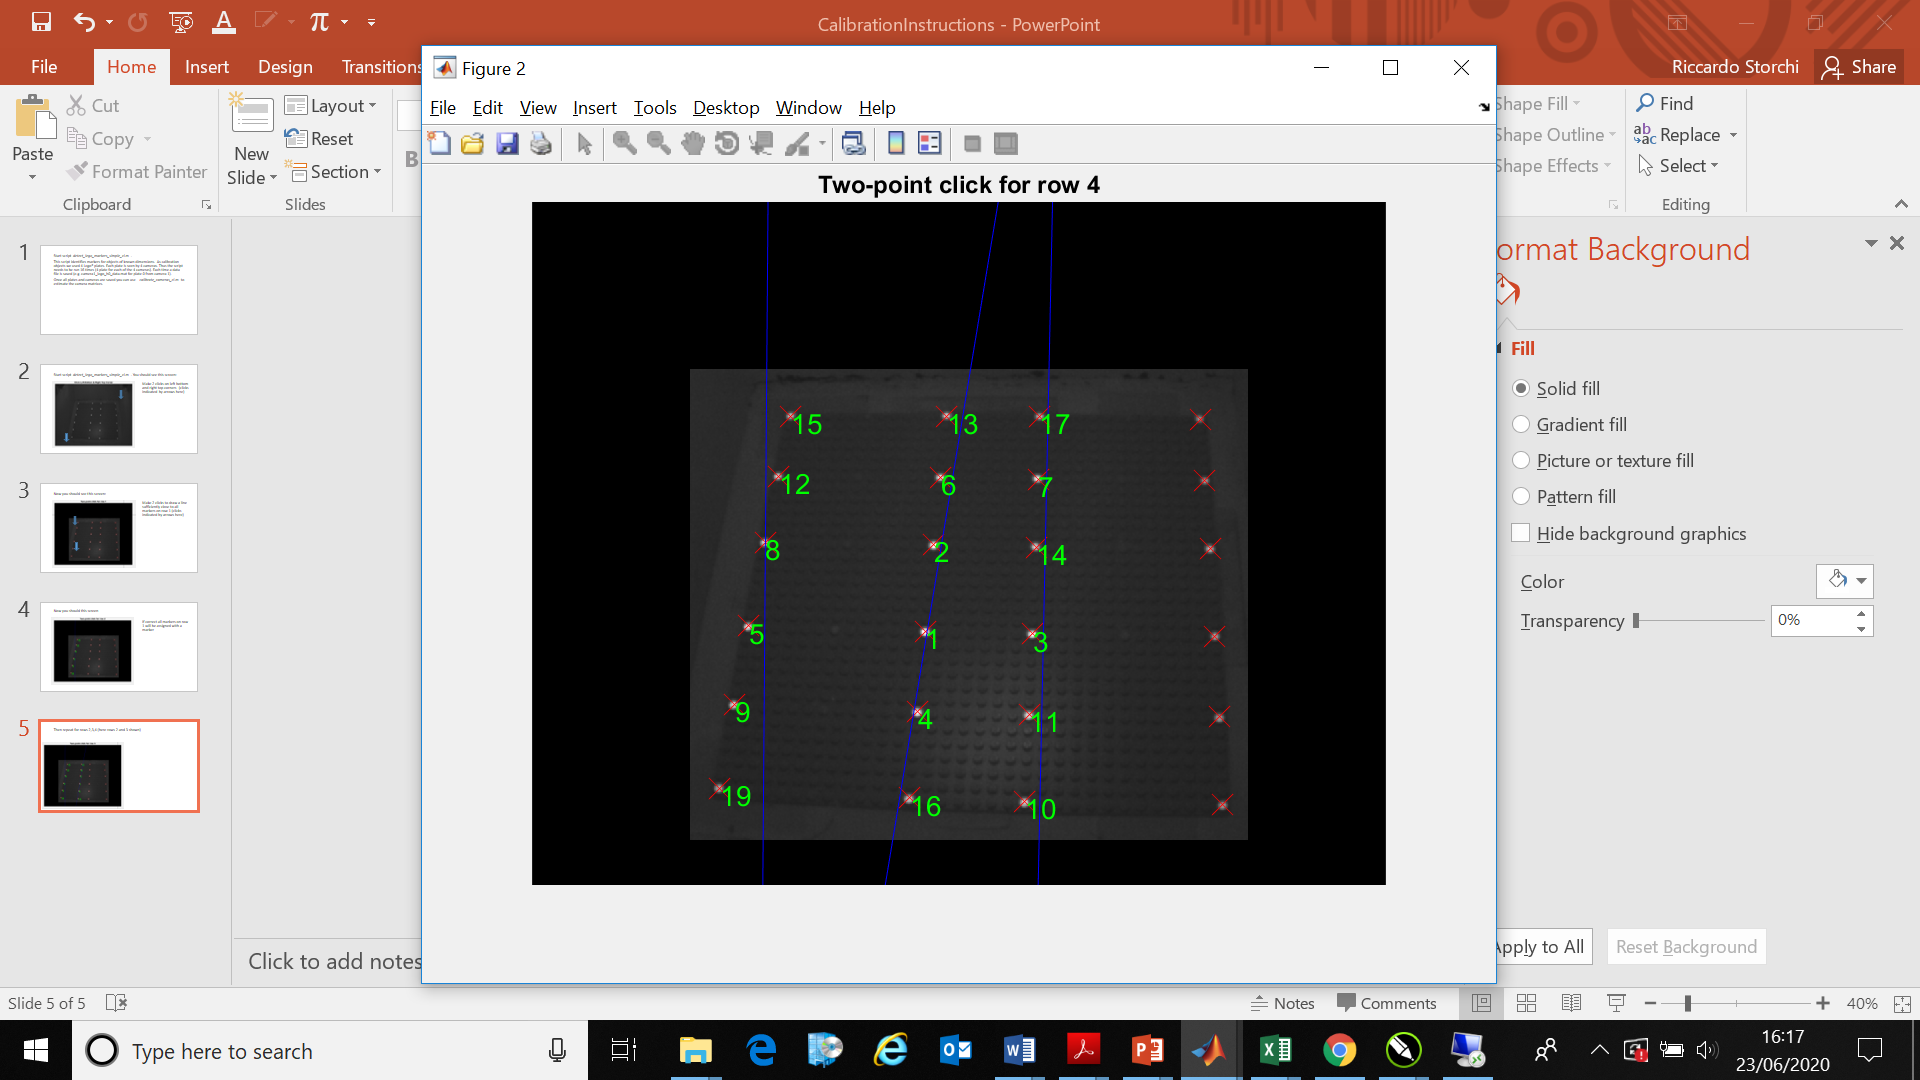 CalibrationInstructions - PowerPoint
File
Home
Insert
Design
Transitions
Riccardo Storchi
Share
Cut
Copy
Format Painter
Paste
Clipboard
New Slide
Layout
Reset
Section
Slides
B
Shape Fill
Shape Outline
Shape Effects
Find
Replace
Select
Editing
Figure 2
File Edit View Insert Tools Desktop Window Help
Two-point click for row 4
15
13
17
12
6
7
8
2
14
5
1
3
9
4
11
19
16
10
1
2
3
4
5
ormat Background
Fill
Solid fill
Gradient fill
Picture or texture fill
Pattern fill
Hide background graphics
Color
Transparency
0%
Apply to All
Reset Background
Click to add notes
Slide 5 of 5
Notes
Comments
40%
Type here to search
16:17
23/06/2020